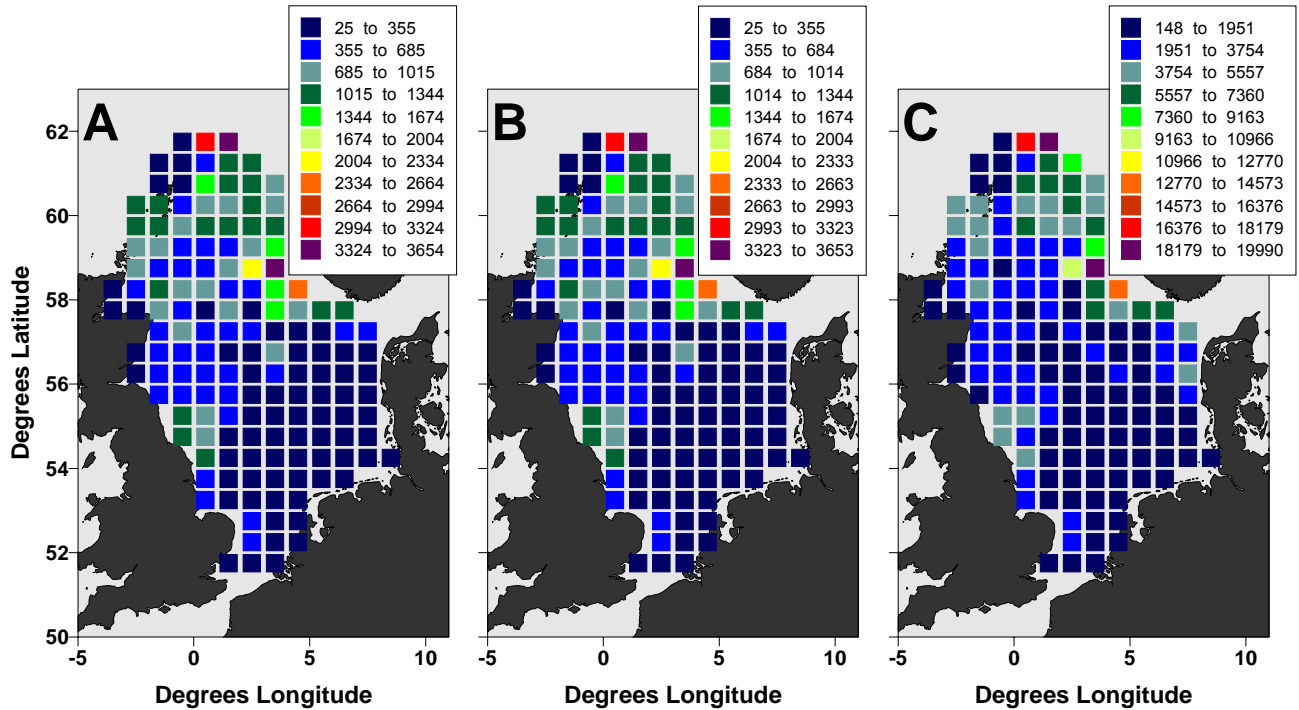 A
25 to 355
355 to 685
685 to 1015
1015 to 1344
1344 to 1674
1674 to 2004
2004 to 2334
2334 to 2664
2664 to 2994
2994 to 3324
3324 to 3654
B
25 to 355
355 to 684
684 to 1014
1014 to 1344
1344 to 1674
1674 to 2004
2004 to 2333
2333 to 2663
2663 to 2993
2993 to 3323
3323 to 3653
C
148 to 1951
1951 to 3754
3754 to 5557
5557 to 7360
7360 to 9163
9163 to 10966
10966 to 12770
12770 to 14573
14573 to 16376
16376 to 18179
18179 to 19990
Degrees Latitude
62
60
58
56
54
52
50
-5 0 5 10
-5 0 5 10
-5 0 5 10
Degrees Longitude
Degrees Longitude
Degrees Longitude